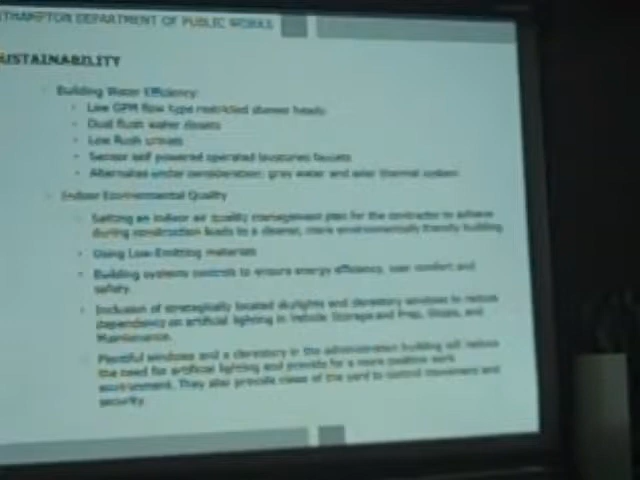 THAMPTON DEPARTMENT OF PUBLIC WORKS
USTAINABILITY
Building Water Efficiency
Low GPM flow type restricted shower heads
Dual flush water closets
Low flush urinals
Sensor self powered operated lavatories faucets
Alternates under consideration: grey water and solar thermal system
Indoor Environmental Quality
Setting an indoor air quality management plan for the contractor to achieve
during construction leads to a cleaner, more environmentally friendly building.
Using Low-Emitting materials
Building systems controls to ensure energy efficiency, user comfort and
safety.
Inclusion of strategically located skylights and clerestory windows to reduce
dependency on artificial lighting in Vehicle Storage and Prep, Shops, and
Maintenance.
Plentiful windows and a clerestory in the administration building will reduce
the need for artificial lighting and provide for a more positive work
environment. They also provide views of the yard to control movement and
security.